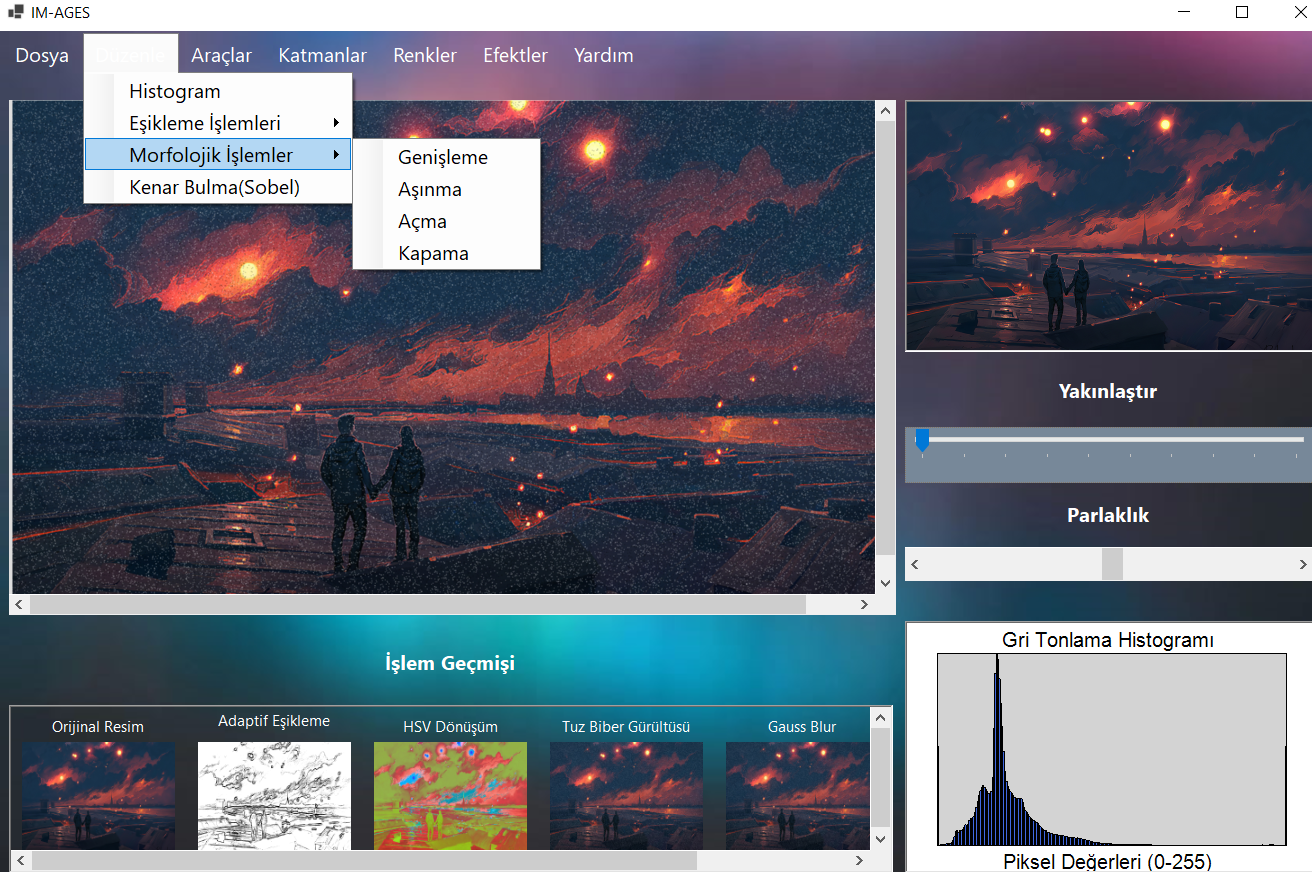 IM-AGES
Dosya Düzenle Araçlar Katmanlar Renkler Efektler Yardım
Histogram
Eşikleme İşlemleri
Morfolojik İşlemler
Kenar Bulma(Sobel)
Genişleme
Aşınma
Açma
Kapama
Yakınlaştır
Parlaklık
İşlem Geçmişi
Orijinal Resim
Adaptif Eşikleme
HSV Dönüşüm
Tuz Biber Gürültüsü
Gauss Blur
Gri Tonlama Histogramı
Piksel Değerleri (0-255)